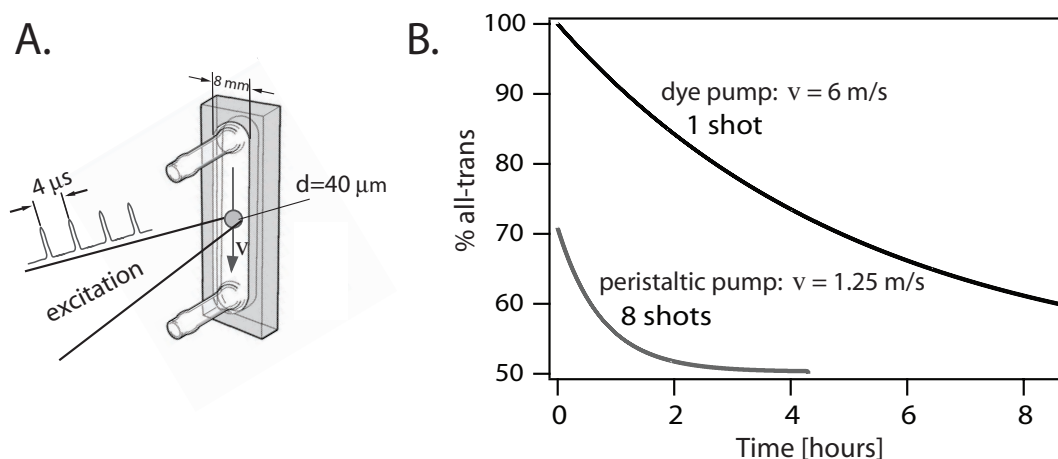 A.
8 mm
4 μs
d=40 μm
v
excitation
B.
% all-trans
100
90
80
70
60
50
dye pump: v = 6 m/s
1 shot
peristaltic pump: v = 1.25 m/s
8 shots
0
2
4
6
8
Time [hours]